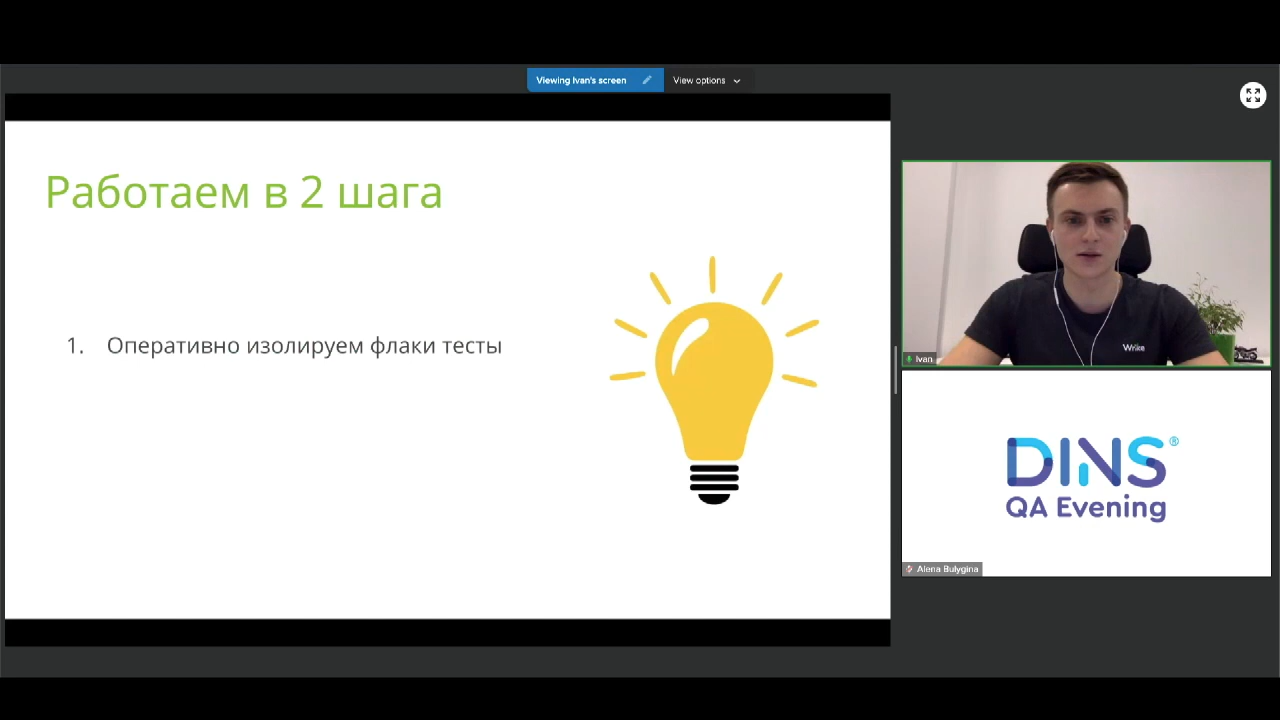 Viewing Ivan's screen
View options
Работаем в 2 шага
1. Оперативно изолируем флаки тесты
Wrike
Ivan
DINS®
QA Evening
Alena Bulygina